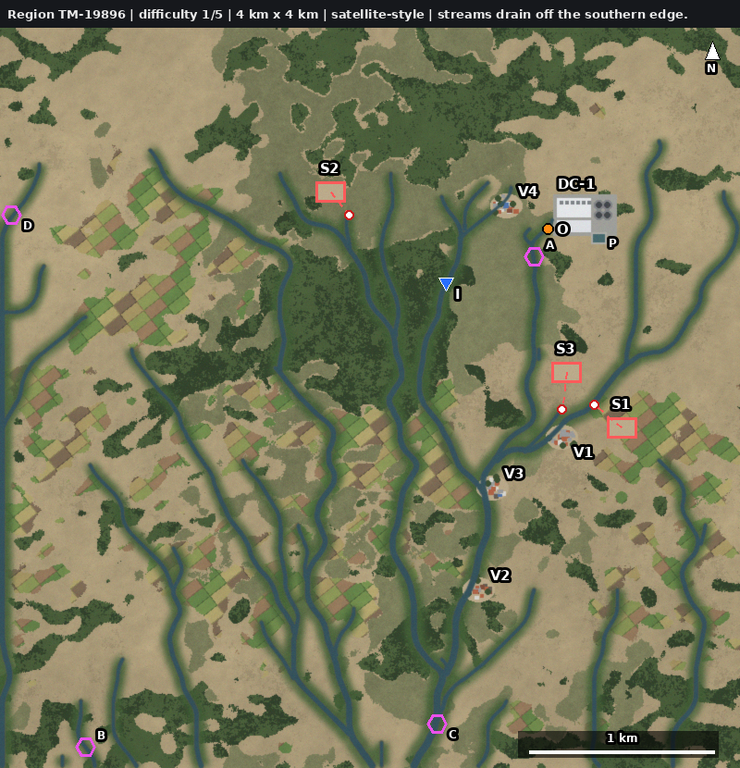 Region TM-19896 | difficulty 1/5 | 4 km x 4 km | satellite-style | streams drain off the southern edge.
N
S2
DC-1
V4
D
O
A
P
I
S3
S1
V1
V3
V2
B
C
1 km